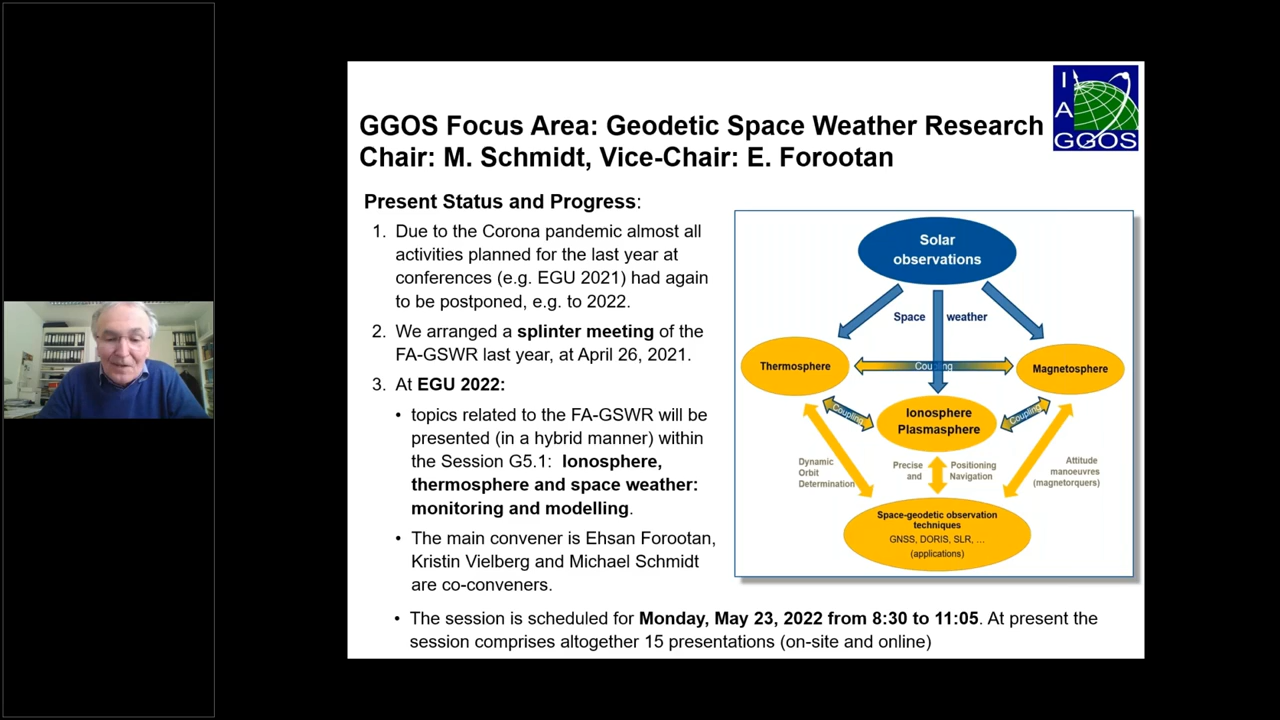 GGOS Focus Area: Geodetic Space Weather Research
Chair: M. Schmidt, Vice-Chair: E. Forootan
I
A
GGOS
Present Status and Progress:
1. Due to the Corona pandemic almost all
activities planned for the last year at
conferences (e.g. EGU 2021) had again
to be postponed, e.g. to 2022.
2. We arranged a splinter meeting of the
FA-GSWR last year, at April 26, 2021.
3. At EGU 2022:
• topics related to the FA-GSWR will be
presented (in a hybrid manner) within
the Session G5.1: Ionosphere,
thermosphere and space weather:
monitoring and modelling.
• The main convener is Ehsan Forootan,
Kristin Vielberg and Michael Schmidt
are co-conveners.
• The session is scheduled for Monday, May 23, 2022 from 8:30 to 11:05. At present the
session comprises altogether 15 presentations (on-site and online)
Solar
observations
Space weather
Thermosphere
Coupling
Magnetosphere
Coupling
Ionosphere
Plasmasphere
Coupling
Dynamic
Orbit
Determination
Precise
and
Positioning
Navigation
Attitude
manoeuvres
(magnetorquers)
Space-geodetic observation
techniques
GNSS, DORIS, SLR, ...
(applications)